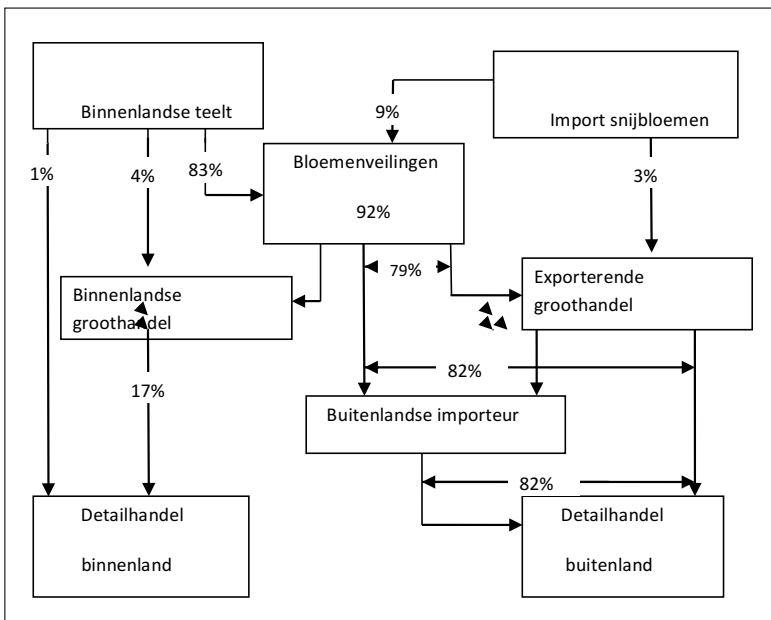 Binnenlandse teelt
Import snijbloemen
9%
1%
4%
83%
Bloemenveilingen
92%
3%
79%
Binnenlandse
groothandel
Exporterende
groothandel
82%
17%
Buitenlandse importeur
82%
Detailhandel
binnenland
Detailhandel
buitenland